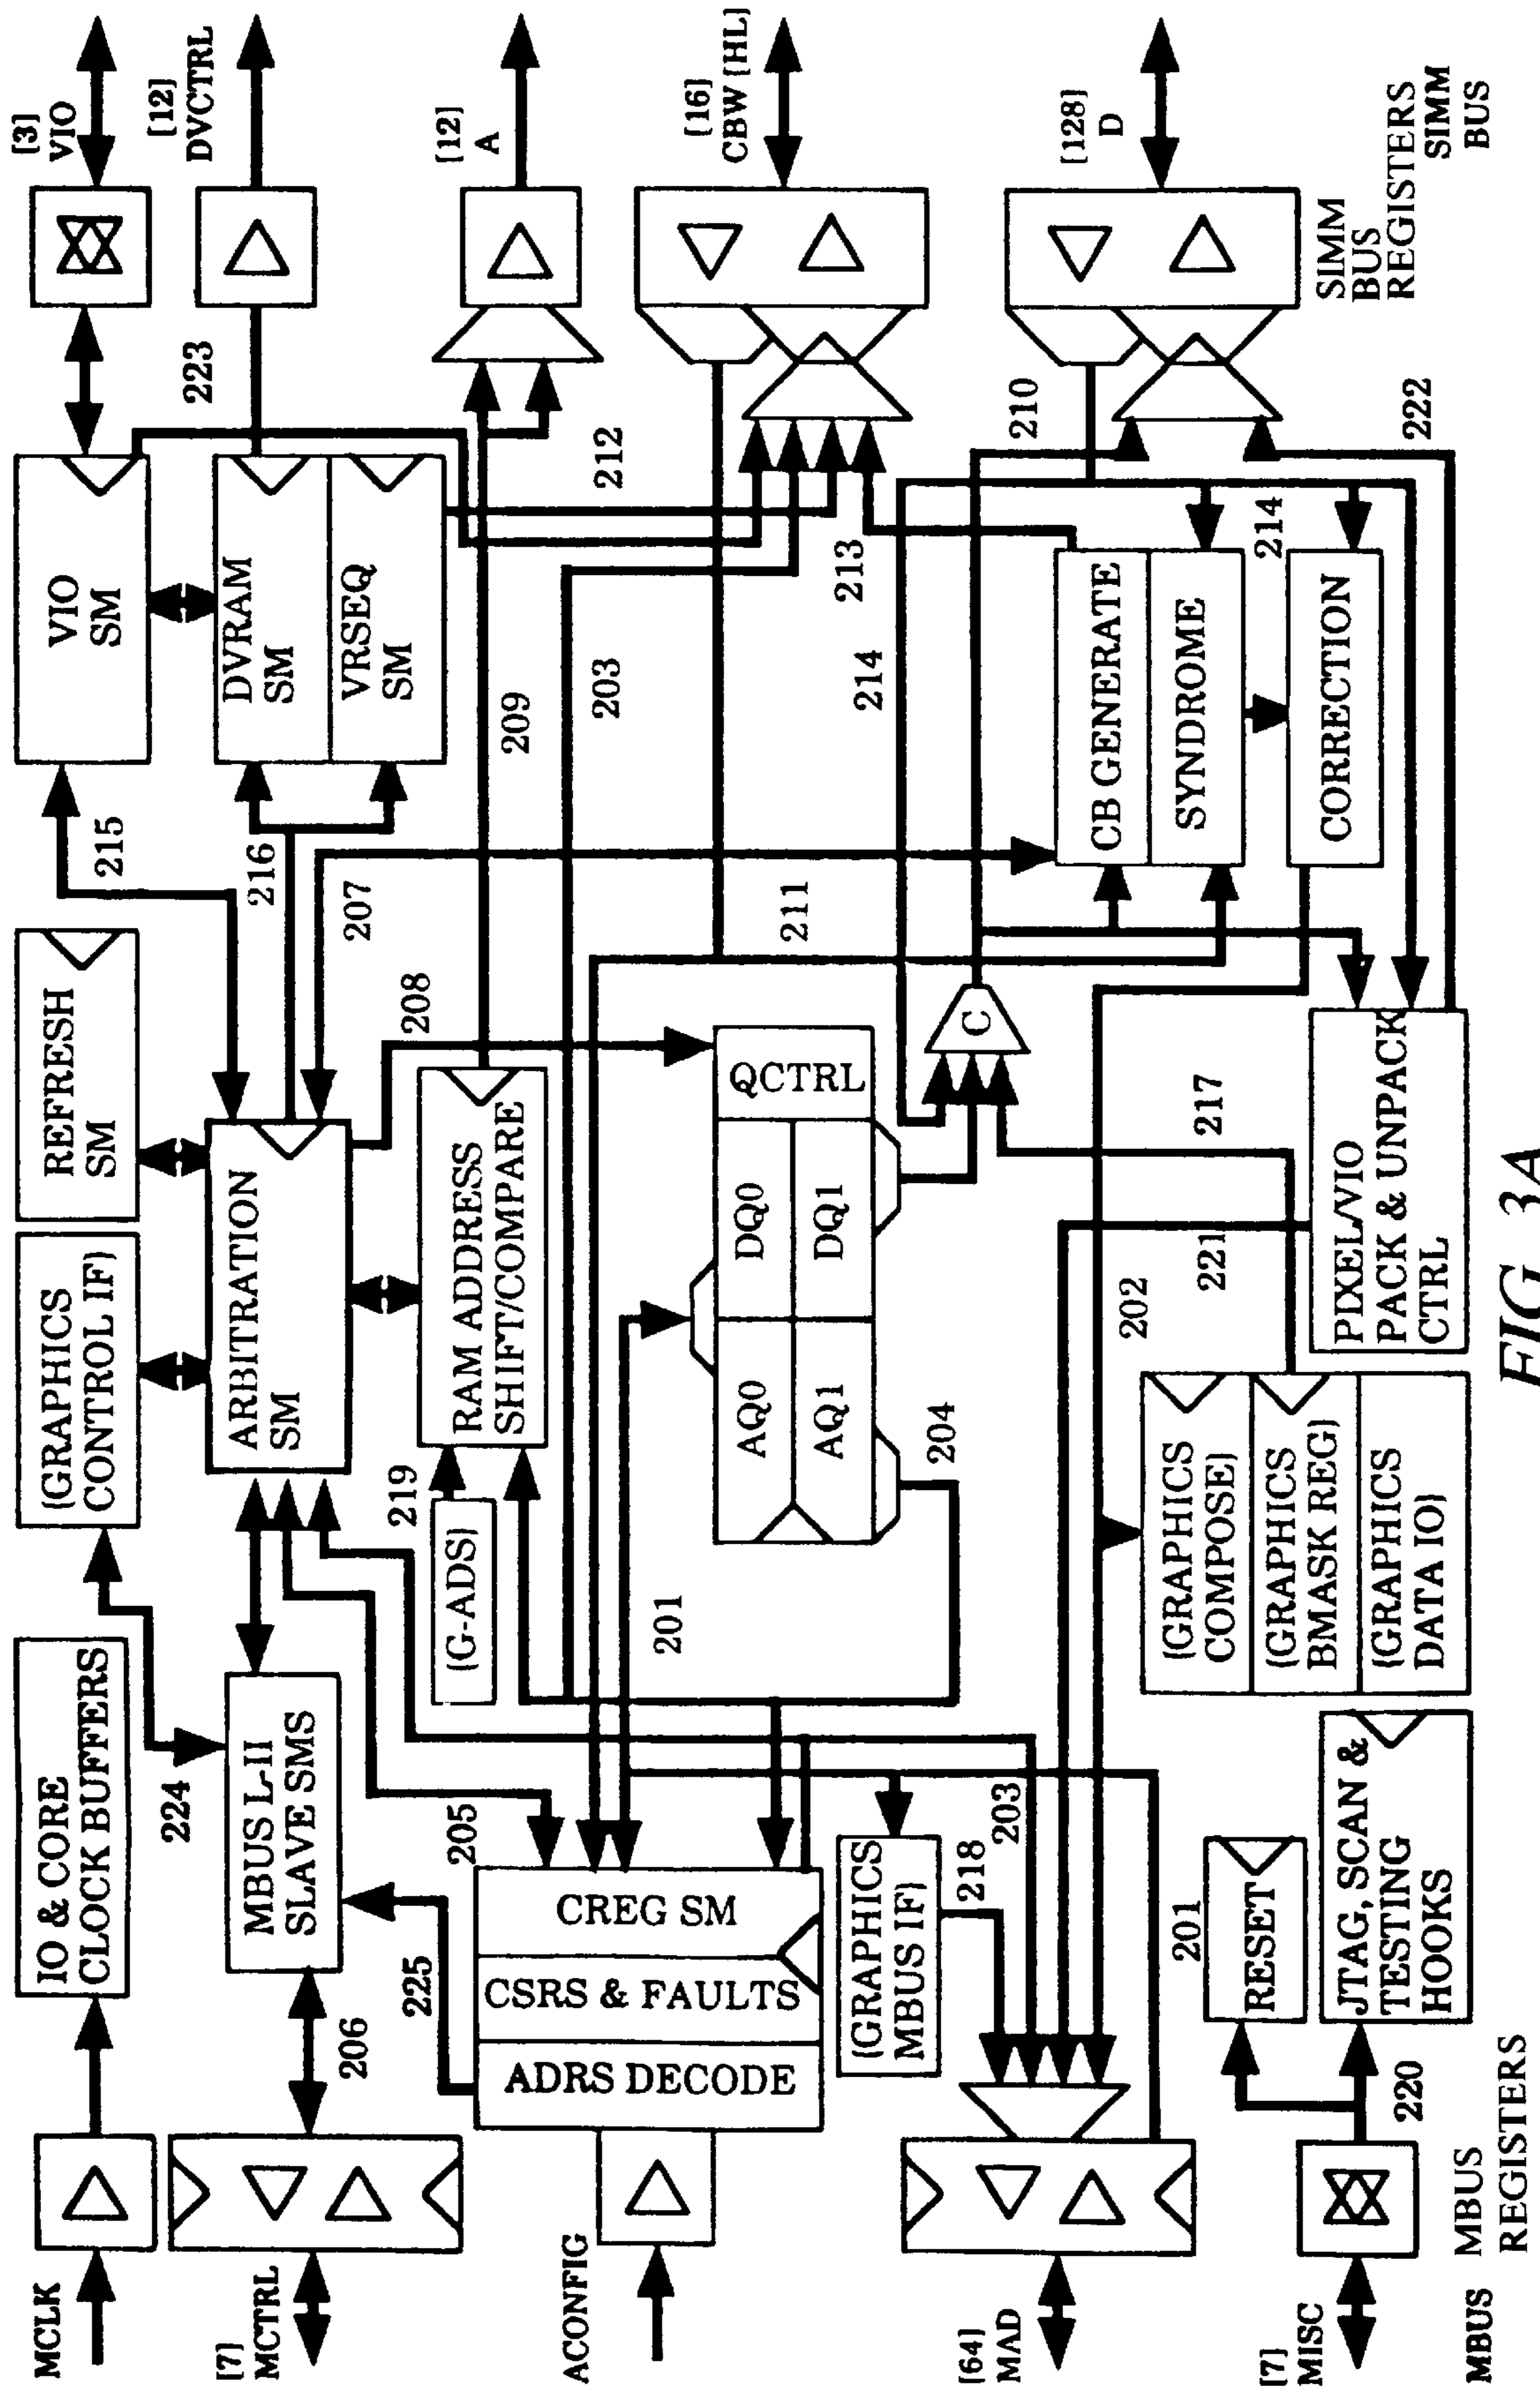 MCLK
IO & CORE
CLOCK BUFFERS
{GRAPHICS
CONTROL IF}
REFRESH
SM
VIO
SM
[3]
VIO
[7]
MCTRL
206
MBUS L-II
SLAVE SMS
224
ARBITRATION
SM
215
216
207
DVRAM
SM
VRSEQ
SM
223
[12]
DVCTRL
225
205
219
{G-ADS}
RAM ADDRESS
SHIFT/COMPARE
208
209
212
[12]
A
ACONFIG
ADRS DECODE
CSRS & FAULTS
CREG SM
201
203
AQ0
AQ1
DQ0
DQ1
QCTRL
211
213
[16]
CBW [HL]
204
214
C
[64]
MAD
{GRAPHICS
MBUS IF}
218
203
202
217
221
CB GENERATE
SYNDROME
CORRECTION
210
214
222
[128]
D
201
RESET
220
JTAG, SCAN &
TESTING
HOOKS
{GRAPHICS
COMPOSE}
{GRAPHICS
BMASK REG}
{GRAPHICS
DATA IO}
PIXEL/VIO
PACK & UNPACK
CTRL
[7]
MISC
MBUS
MBUS
REGISTERS
SIMM
BUS
REGISTERS
SIMM
BUS
FIG. 3A